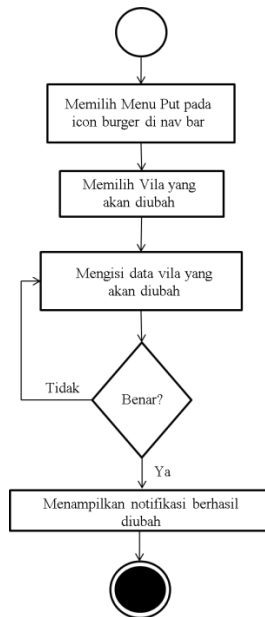 Memilih Menu Put pada
icon burger di nav bar
Memilih Vila yang
akan diubah
Mengisi data vila yang
akan diubah
Tidak
Benar?
Ya
Menampilkan notifikasi berhasil
diubah